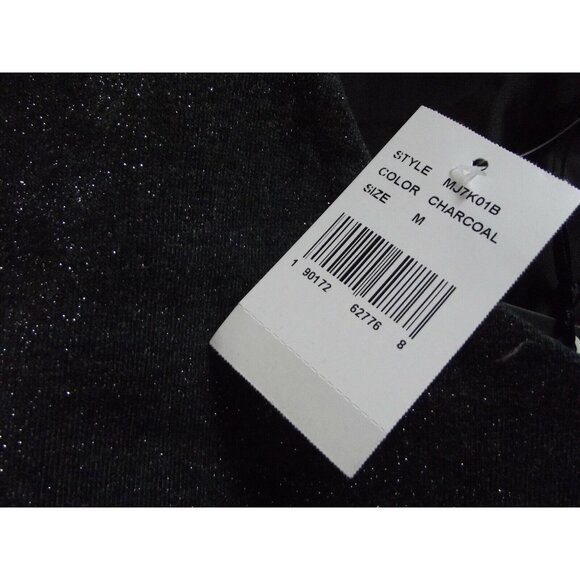 STYLE MJ7K01B
COLOR CHARCOAL
SIZE M
1 90172 62776 8